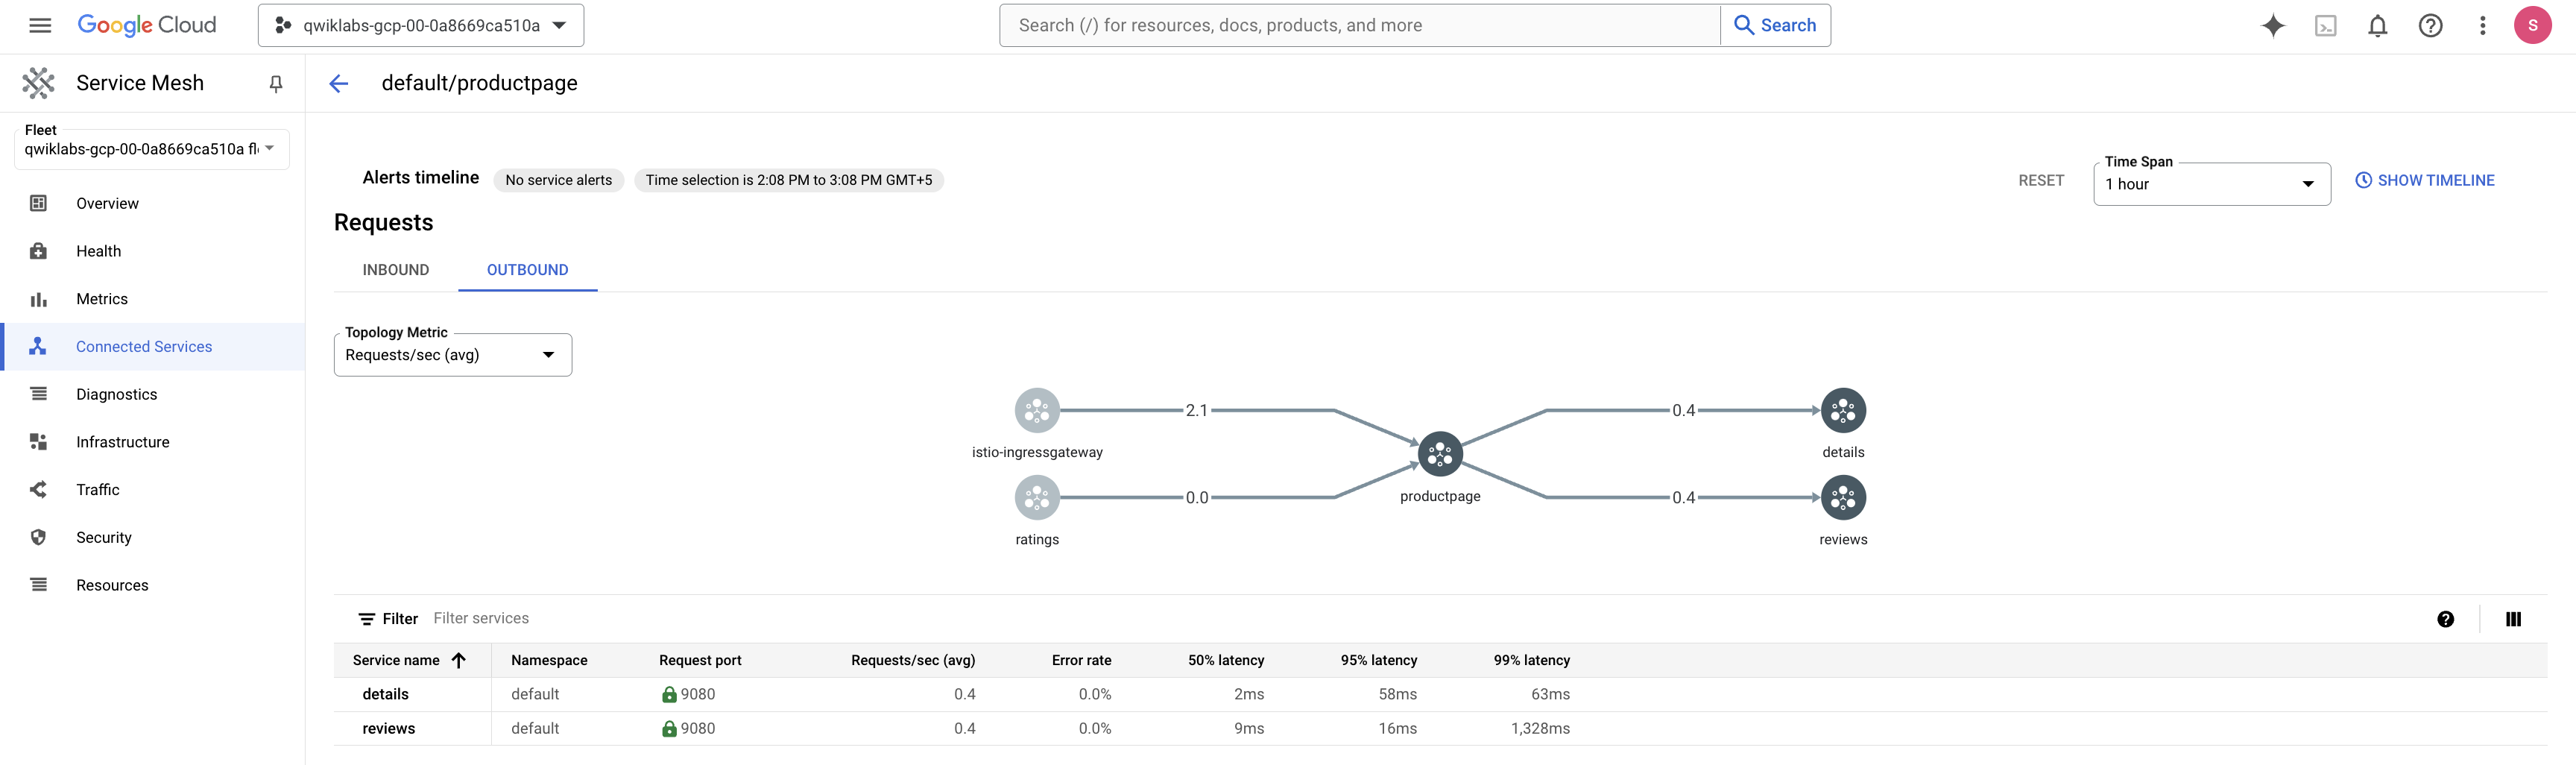 Google Cloud
qwiklabs-gcp-00-0a8669ca510a
Search (/) for resources, docs, products, and more
Search
S
Service Mesh
default/productpage
Fleet
qwiklabs-gcp-00-0a8669ca510a fl
Overview
Health
Metrics
Connected Services
Diagnostics
Infrastructure
Traffic
Security
Resources
Alerts timeline No service alerts Time selection is 2:08 PM to 3:08 PM GMT+5
RESET
Time Span
1 hour
SHOW TIMELINE
Requests
INBOUND OUTBOUND
Topology Metric
Requests/sec (avg)
2.1 0.4
istio-ingressgateway details
0.0 productpage 0.4
ratings reviews
Filter Filter services
Service name Namespace Request port Requests/sec (avg) Error rate 50% latency 95% latency 99% latency
details default 9080 0.4 0.0% 2ms 58ms 63ms
reviews default 9080 0.4 0.0% 9ms 16ms 1,328ms